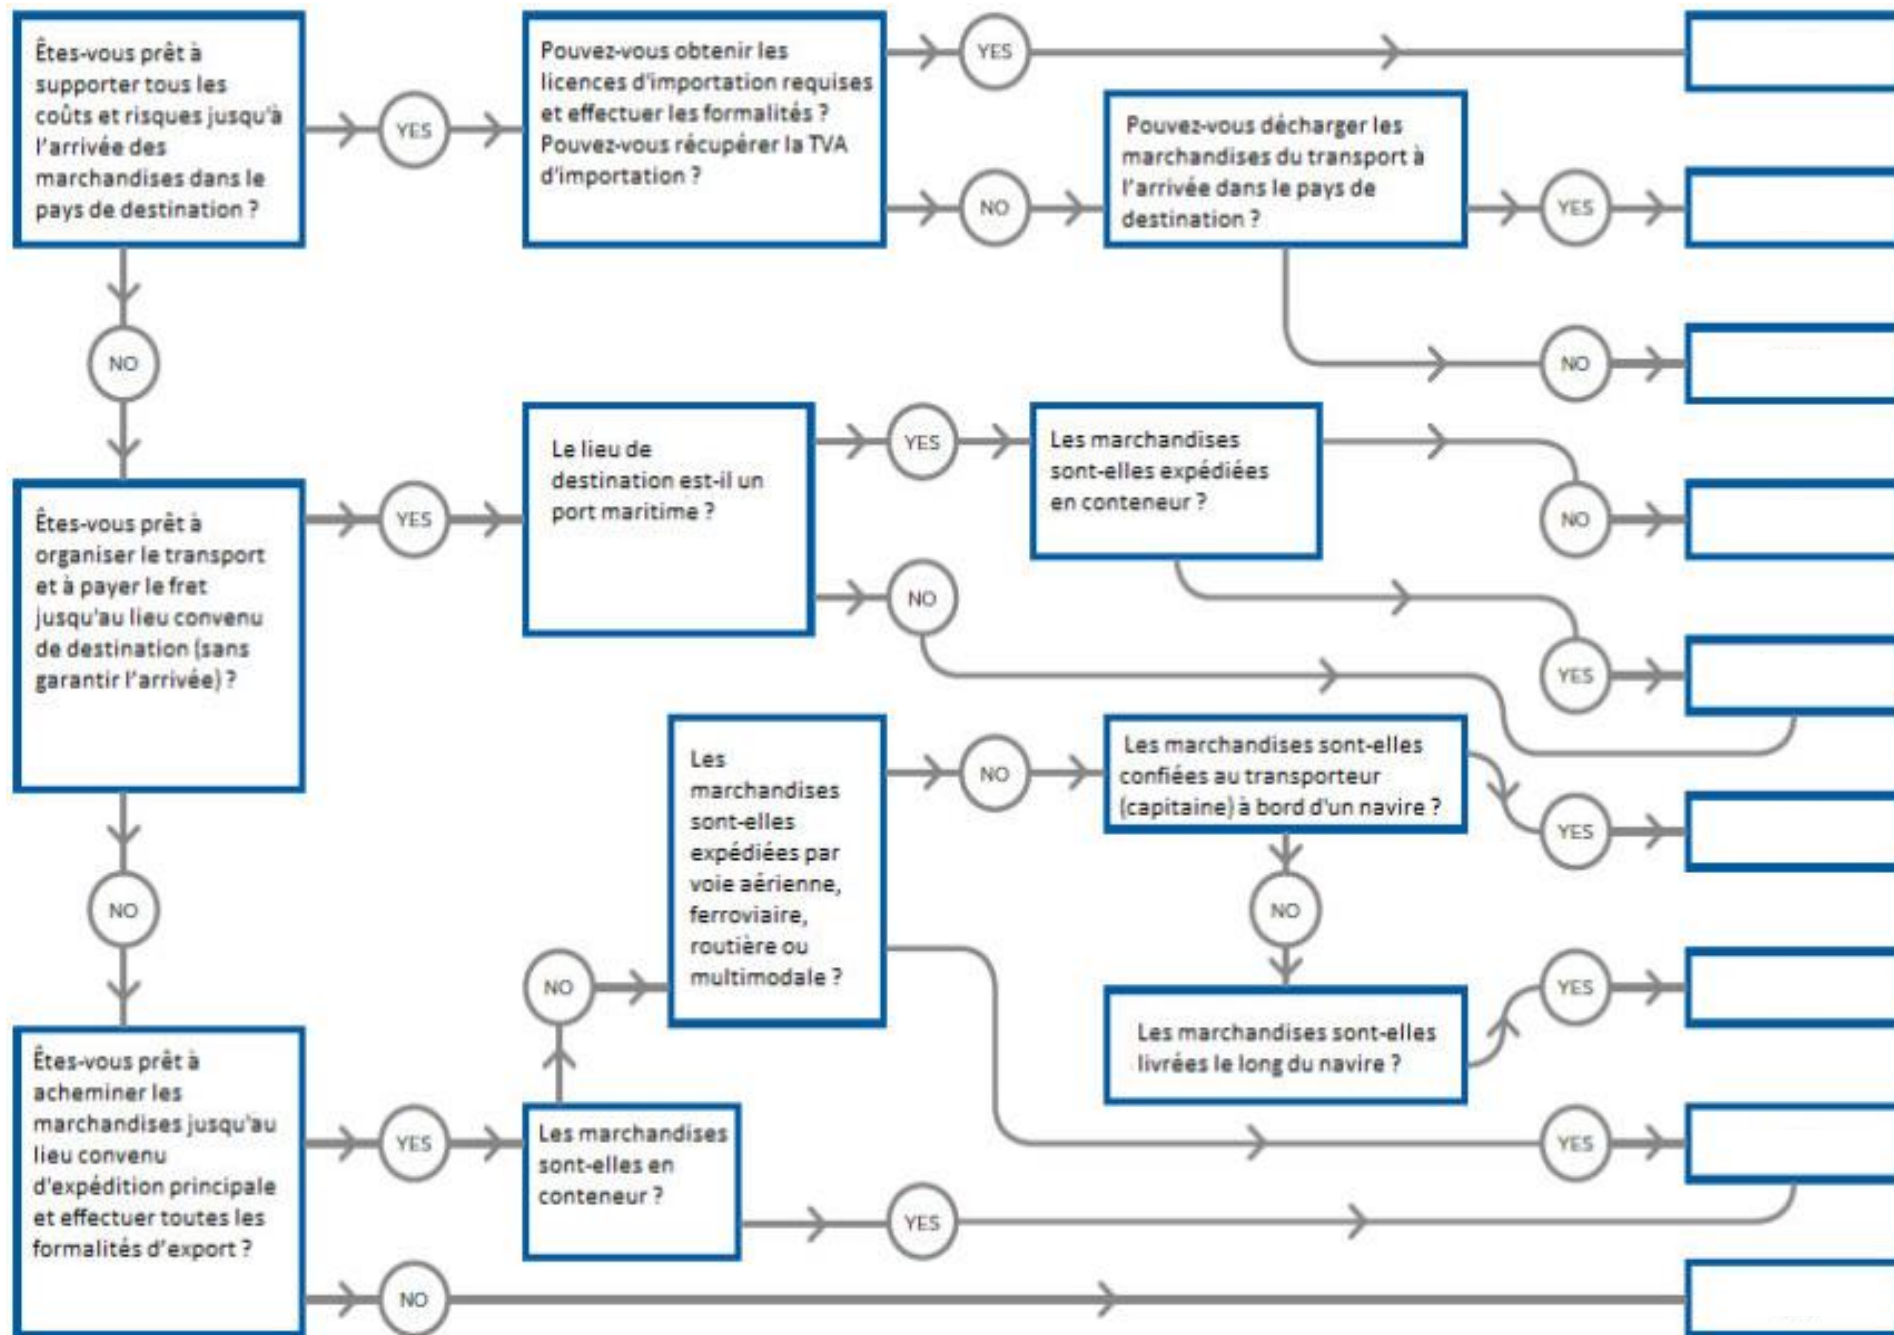 Êtes-vous prêt à
supporter tous les
coûts et risques jusqu'à
l'arrivée des
marchandises dans le
pays de destination ?
YES
Pouvez-vous obtenir les
licences d'importation requises
et effectuer les formalités ?
Pouvez-vous récupérer la TVA
d'importation ?
YES
NO
Pouvez-vous décharger les
marchandises du transport à
l'arrivée dans le pays de
destination ?
YES
NO
NO
Êtes-vous prêt à
organiser le transport
et à payer le fret
jusqu'au lieu convenu
de destination (sans
garantir l'arrivée) ?
YES
Le lieu de
destination est-il un
port maritime ?
YES
NO
Les marchandises
sont-elles expédiées
en conteneur ?
NO
YES
NO
Êtes-vous prêt à
acheminer les
marchandises jusqu'au
lieu convenu
d'expédition principale
et effectuer toutes les
formalités d'export ?
YES
NO
Les marchandises
sont-elles en
conteneur ?
NO
YES
Les
marchandises
sont-elles
expédiées par
voie aérienne,
ferroviaire,
routière ou
multimodale ?
NO
YES
Les marchandises sont-elles
confiées au transporteur
(capitaine) à bord d'un navire ?
YES
NO
Les marchandises sont-elles
livrées le long du navire ?
YES